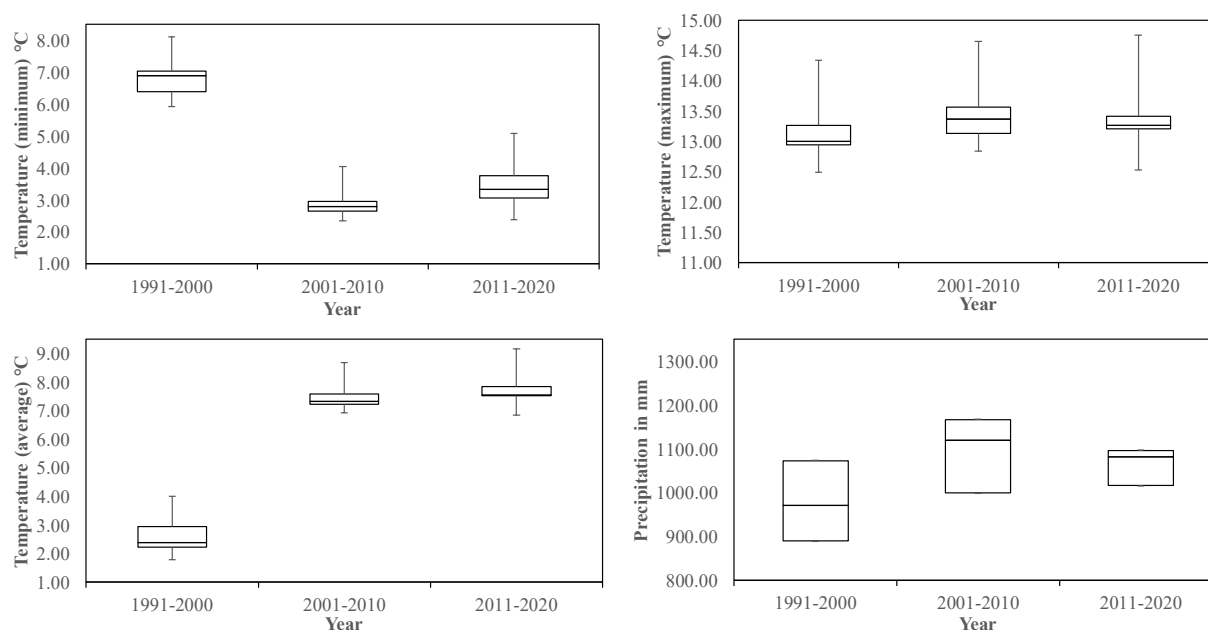 Temperature (minimum) °C
8.00
7.00
6.00
5.00
4.00
3.00
2.00
1.00
1991-2000 2001-2010 2011-2020
Year
Temperature (maximum) °C
15.00
14.50
14.00
13.50
13.00
12.50
12.00
11.50
11.00
1991-2000 2001-2010 2011-2020
Year
Temperature (average) °C
9.00
8.00
7.00
6.00
5.00
4.00
3.00
2.00
1.00
1991-2000 2001-2010 2011-2020
Year
Precipitation in mm
1300.00
1200.00
1100.00
1000.00
900.00
800.00
1991-2000 2001-2010 2011-2020
Year